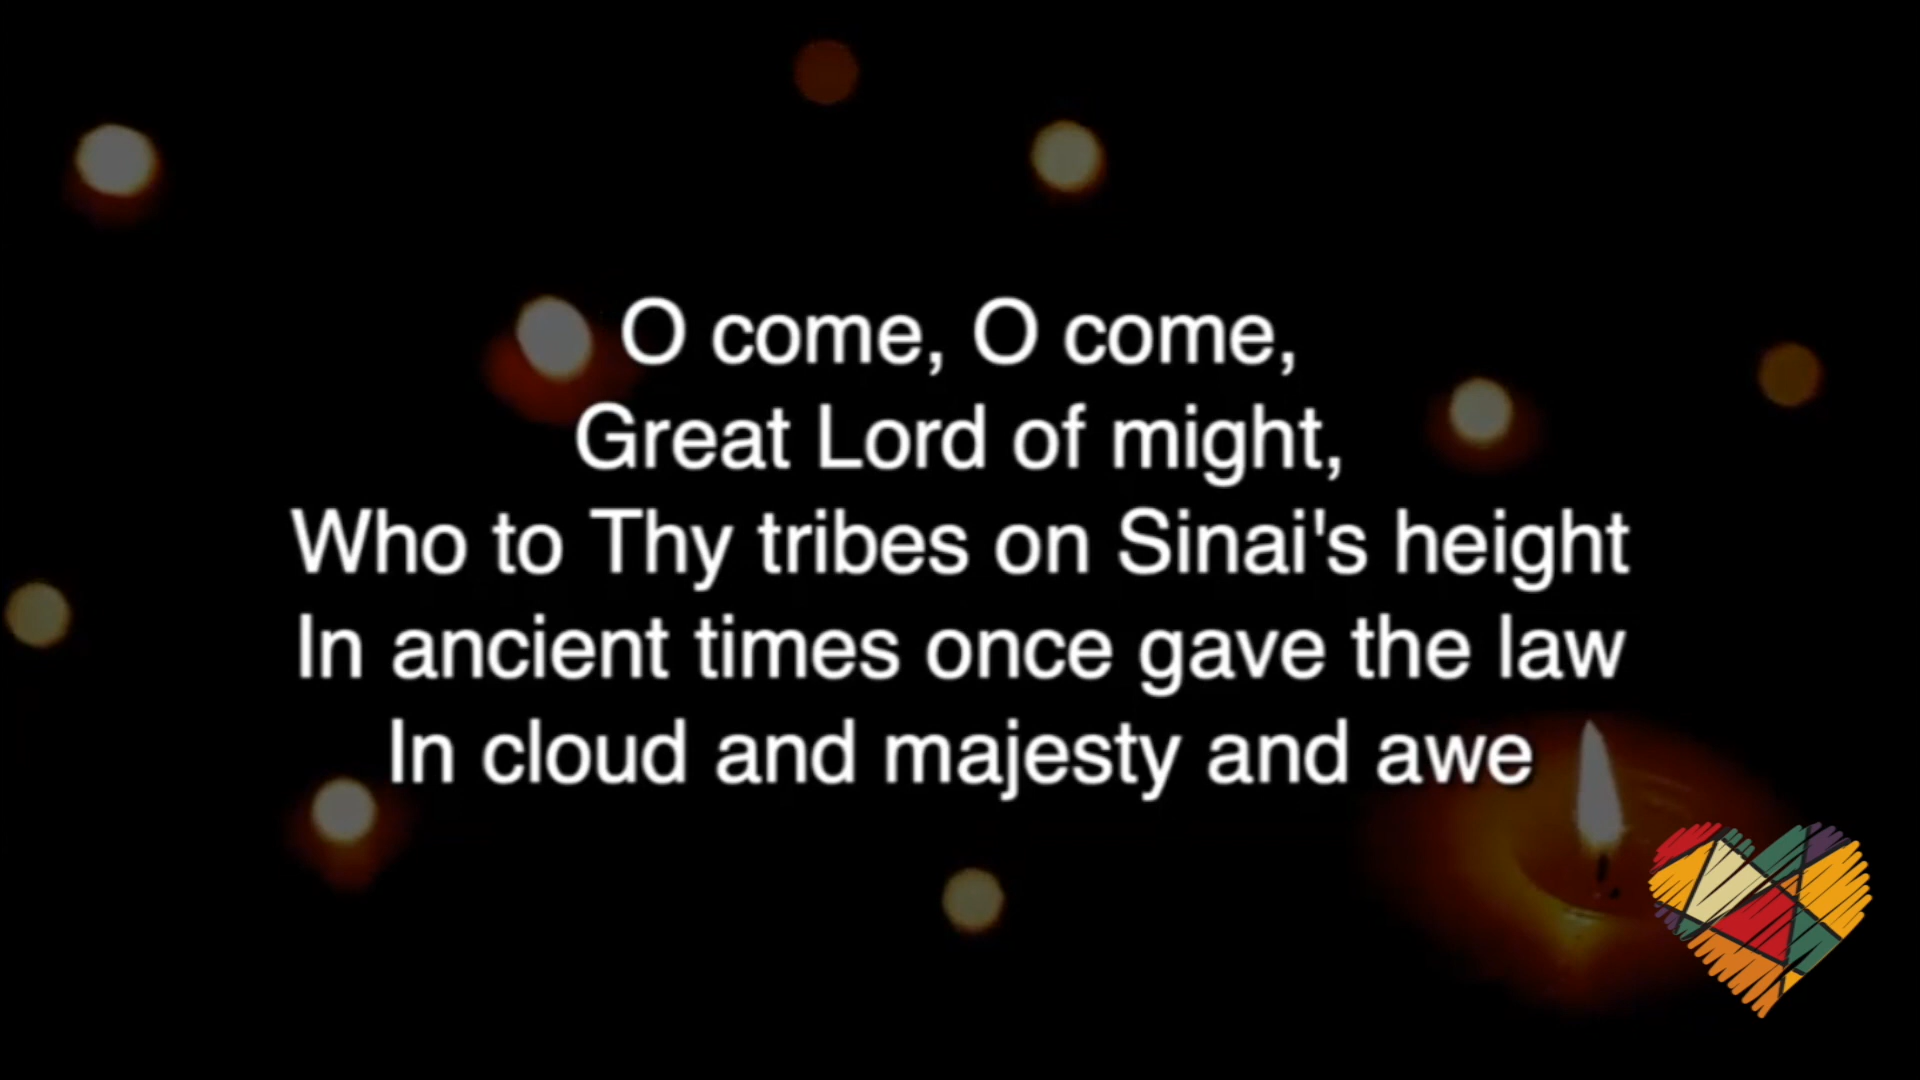 O come, O come,
Great Lord of might,
Who to Thy tribes on Sinai's height
In ancient times once gave the law
In cloud and majesty and awe